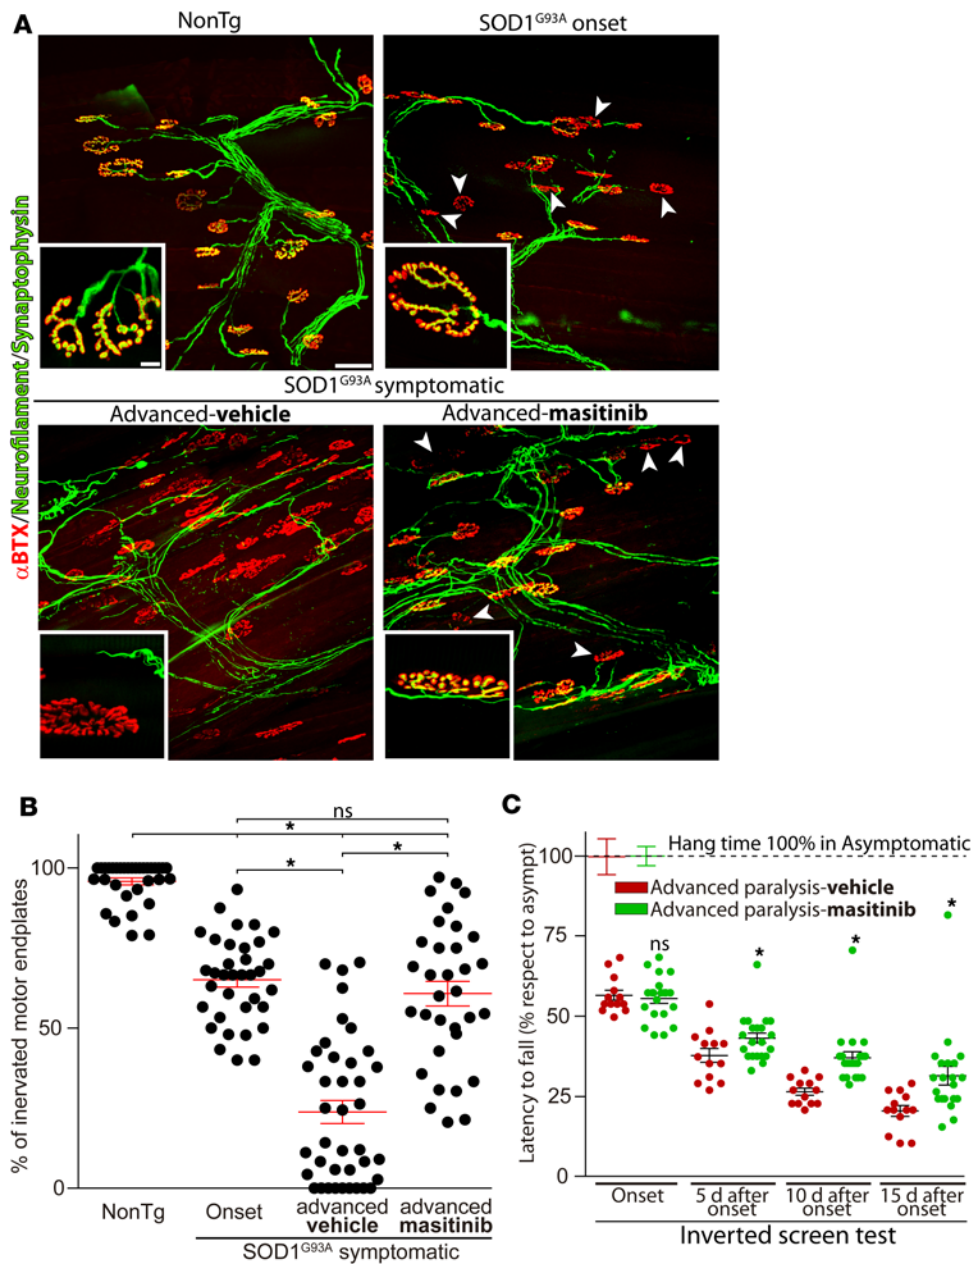 A
NonTg
SOD1G93A onset
αBTX/Neurofilament/Synaptophysin
SOD1G93A symptomatic
Advanced-vehicle
Advanced-masitinib
B
% of inervated motor endplates
100
50
0
ns
*
*
*
NonTg
Onset
advanced vehicle
advanced masitinib
SOD1G93A symptomatic
C
Latency to fall (% respect to asympt)
100
75
50
25
0
Hang time 100% in Asymptomatic
Advanced paralysis-vehicle
Advanced paralysis-masitinib
ns
*
*
*
Onset
5 d after onset
10 d after onset
15 d after onset
Inverted screen test